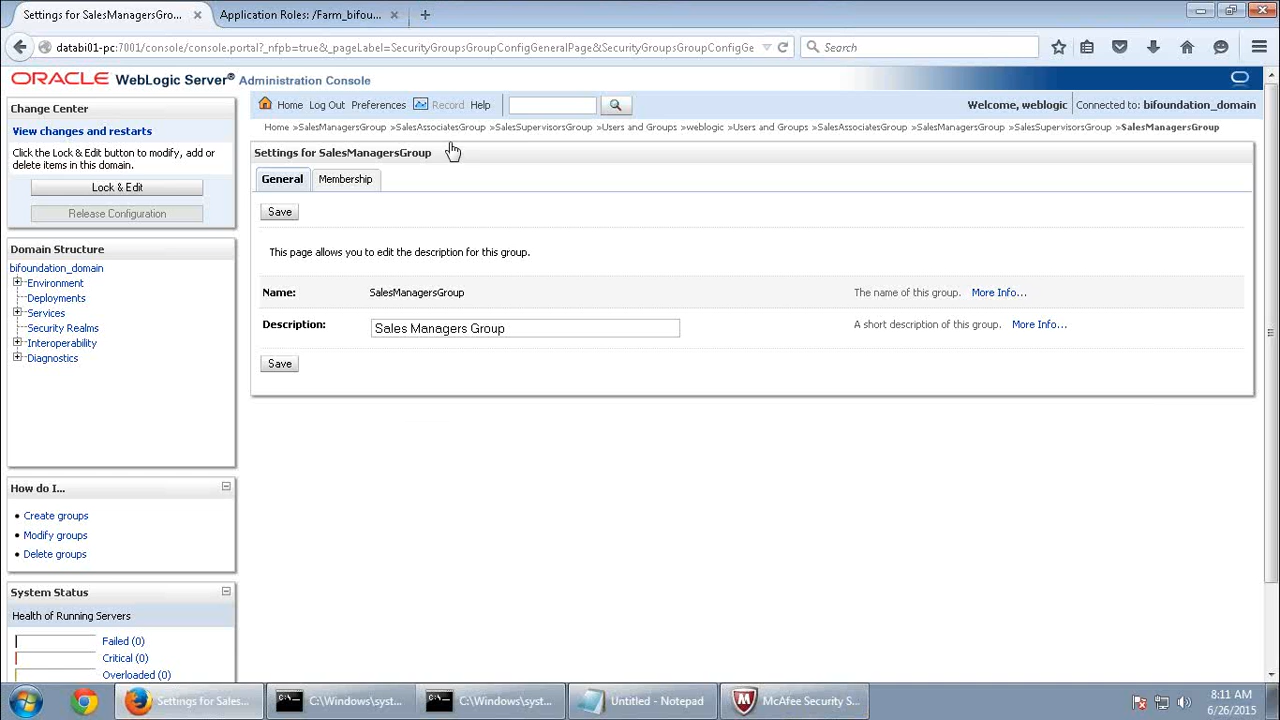 Settings for SalesManagersGro...
Application Roles: /Farm_bifou...
databi01-pc:7001/console/console.portal?_nfpb=true&_pageLabel=SecurityGroupsGroupConfigGeneralPage&SecurityGroupsGroupConfigGe
Search
ORACLE WebLogic Server® Administration Console
Change Center
View changes and restarts
Click the Lock & Edit button to modify, add or
delete items in this domain.
Lock & Edit
Release Configuration
Domain Structure
bifoundation_domain
Environment
Deployments
Services
Security Realms
Interoperability
Diagnostics
How do I...
Create groups
Modify groups
Delete groups
System Status
Health of Running Servers
Failed (0)
Critical (0)
Overloaded (0)
Home Log Out Preferences Record Help
Welcome, weblogic Connected to: bifoundation_domain
Home »SalesManagersGroup »SalesAssociatesGroup »SalesSupervisorsGroup »Users and Groups »weblogic »Users and Groups »SalesAssociatesGroup »SalesManagersGroup »SalesSupervisorsGroup »SalesManagersGroup
Settings for SalesManagersGroup
General Membership
Save
This page allows you to edit the description for this group.
Name: SalesManagersGroup The name of this group. More Info...
Description: Sales Managers Group A short description of this group. More Info...
Save
Settings for Sales...
C:\Windows\syst...
C:\Windows\syst...
Untitled - Notepad
McAfee Security S...
8:11 AM
6/26/2015